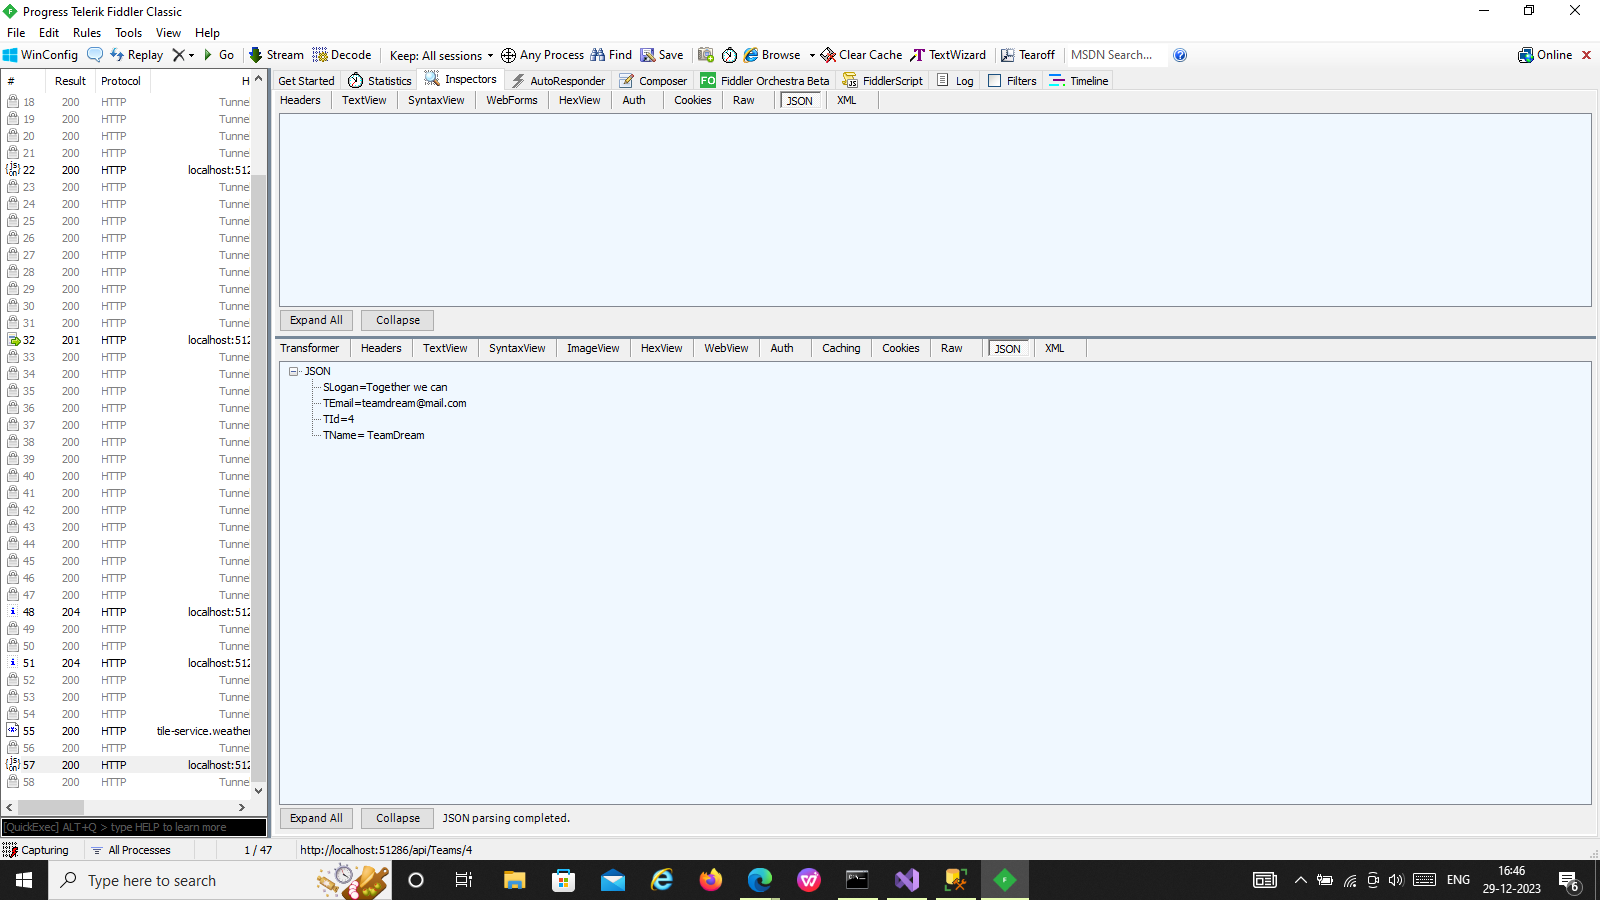 Progress Telerik Fiddler Classic
File Edit Rules Tools View Help
WinConfig Replay Go Stream Decode Keep: All sessions Any Process Find Save Browse Clear Cache TextWizard Tearoff MSDN Search... Online
# Result Protocol H
Get Started Statistics Inspectors AutoResponder Composer FO Fiddler Orchestra Beta FiddlerScript Log Filters Timeline
Headers TextView SyntaxView WebForms HexView Auth Cookies Raw JSON XML
18 200 HTTP Tunne
19 200 HTTP Tunne
20 200 HTTP Tunne
21 200 HTTP Tunne
22 200 HTTP localhost:512
23 200 HTTP Tunne
24 200 HTTP Tunne
25 200 HTTP Tunne
26 200 HTTP Tunne
27 200 HTTP Tunne
28 200 HTTP Tunne
29 200 HTTP Tunne
30 200 HTTP Tunne
31 200 HTTP Tunne
32 201 HTTP localhost:512
33 200 HTTP Tunne
34 200 HTTP Tunne
35 200 HTTP Tunne
36 200 HTTP Tunne
37 200 HTTP Tunne
38 200 HTTP Tunne
39 200 HTTP Tunne
40 200 HTTP Tunne
41 200 HTTP Tunne
42 200 HTTP Tunne
43 200 HTTP Tunne
44 200 HTTP Tunne
45 200 HTTP Tunne
46 200 HTTP Tunne
47 200 HTTP Tunne
48 204 HTTP localhost:512
49 200 HTTP Tunne
50 200 HTTP Tunne
51 204 HTTP localhost:512
52 200 HTTP Tunne
53 200 HTTP Tunne
54 200 HTTP Tunne
55 200 HTTP tile-service.weather
56 200 HTTP Tunne
57 200 HTTP localhost:512
58 200 HTTP Tunne
Expand All Collapse
Transformer Headers TextView SyntaxView ImageView HexView WebView Auth Caching Cookies Raw JSON XML
JSON
SLogan=Together we can
TEmail=teamdream@mail.com
TId=4
TName= TeamDream
Expand All Collapse JSON parsing completed.
[QuickExec] ALT+Q > type HELP to learn more
Capturing All Processes 1 / 47 http://localhost:51286/api/Teams/4
Type here to search
ENG
16:46
29-12-2023
6